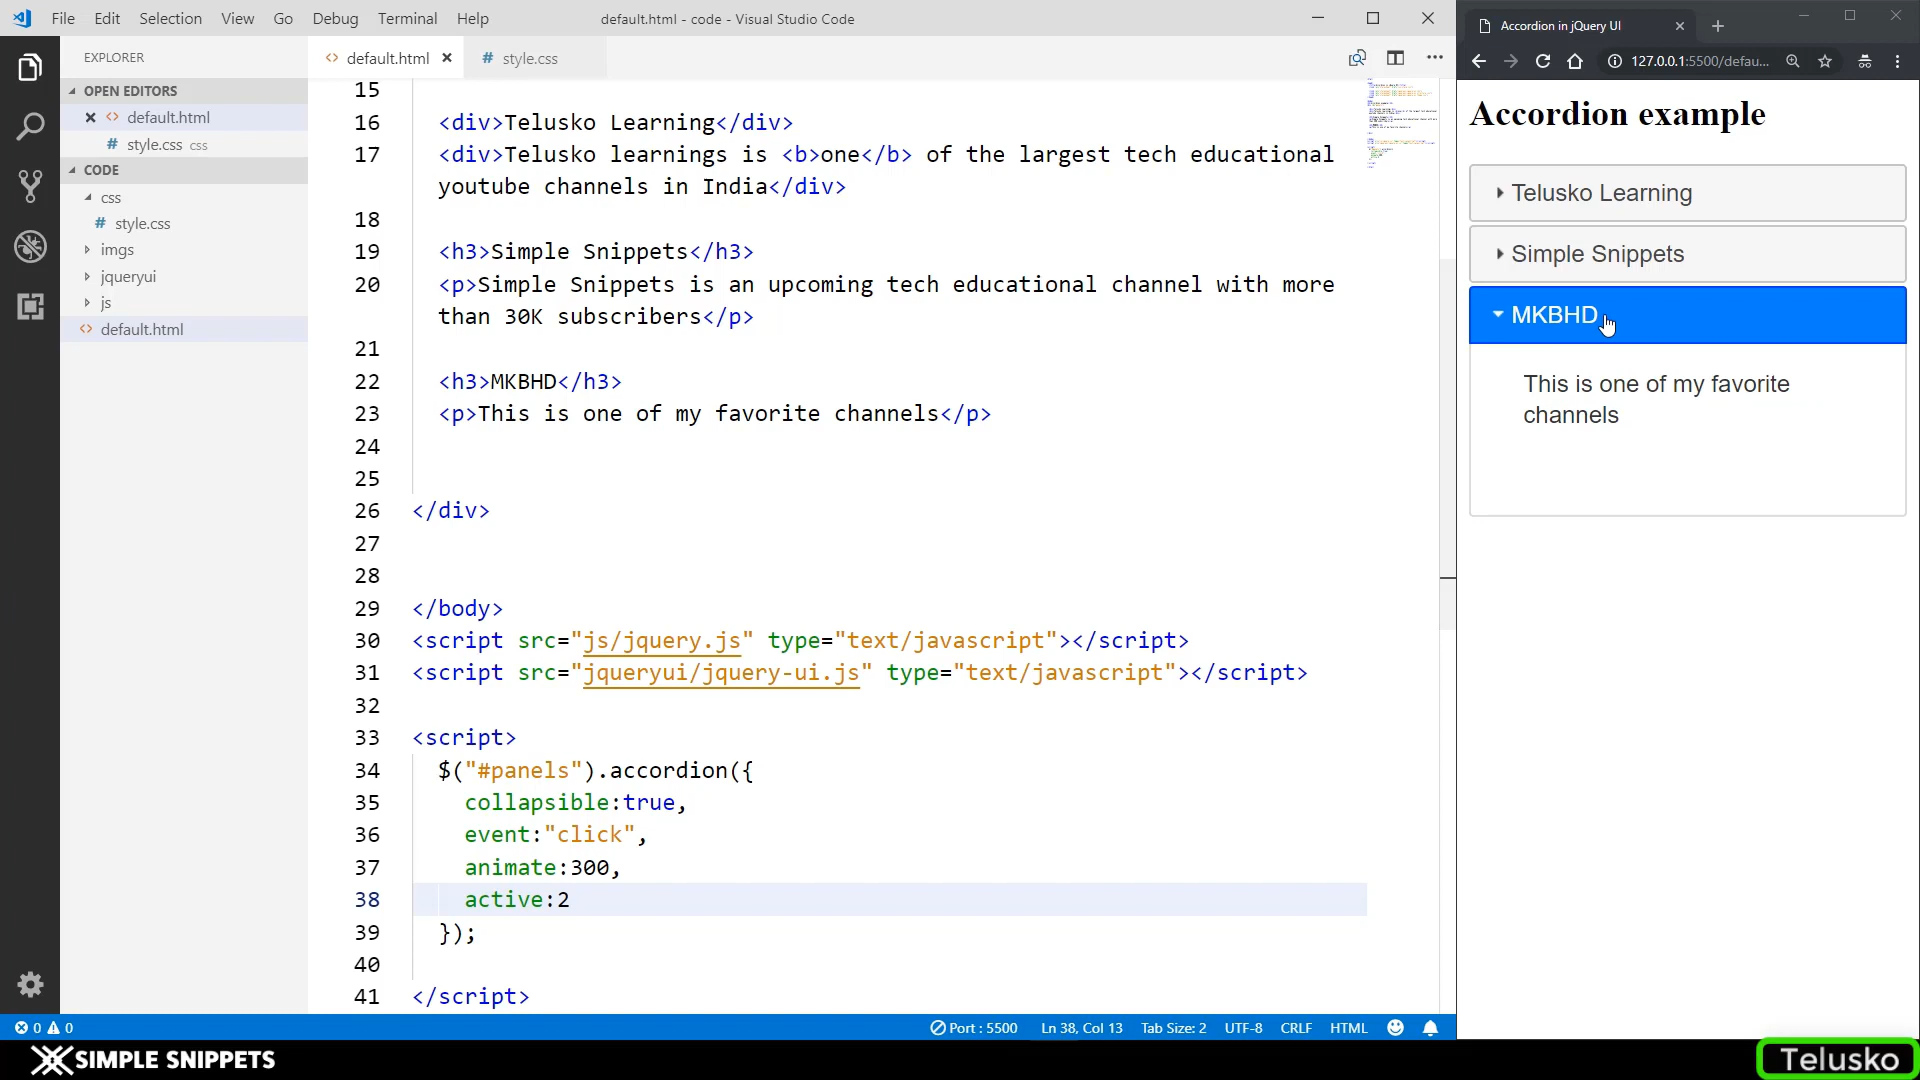 File Edit Selection View Go Debug Terminal Help
default.html - code - Visual Studio Code
EXPLORER
OPEN EDITORS
default.html
style.css css
CODE
css
style.css
imgs
jqueryui
js
default.html
default.html
style.css
15
16 <div>Telusko Learning</div>
17 <div>Telusko learnings is <b>one</b> of the largest tech educational
youtube channels in India</div>
18
19 <h3>Simple Snippets</h3>
20 <p>Simple Snippets is an upcoming tech educational channel with more
than 30K subscribers</p>
21
22 <h3>MKBHD</h3>
23 <p>This is one of my favorite channels</p>
24
25
26 </div>
27
28
29 </body>
30 <script src="js/jquery.js" type="text/javascript"></script>
31 <script src="jqueryui/jquery-ui.js" type="text/javascript"></script>
32
33 <script>
34 $("#panels").accordion({
35 collapsible:true,
36 event:"click",
37 animate:300,
38 active:2
39 });
40
41 </script>
0 0
Port : 5500 Ln 38, Col 13 Tab Size: 2 UTF-8 CRLF HTML
Accordion in jQuery UI
127.0.0.1:5500/defau...
Accordion example
Telusko Learning
Simple Snippets
MKBHD
This is one of my favorite
channels
SIMPLE SNIPPETS
Telusko